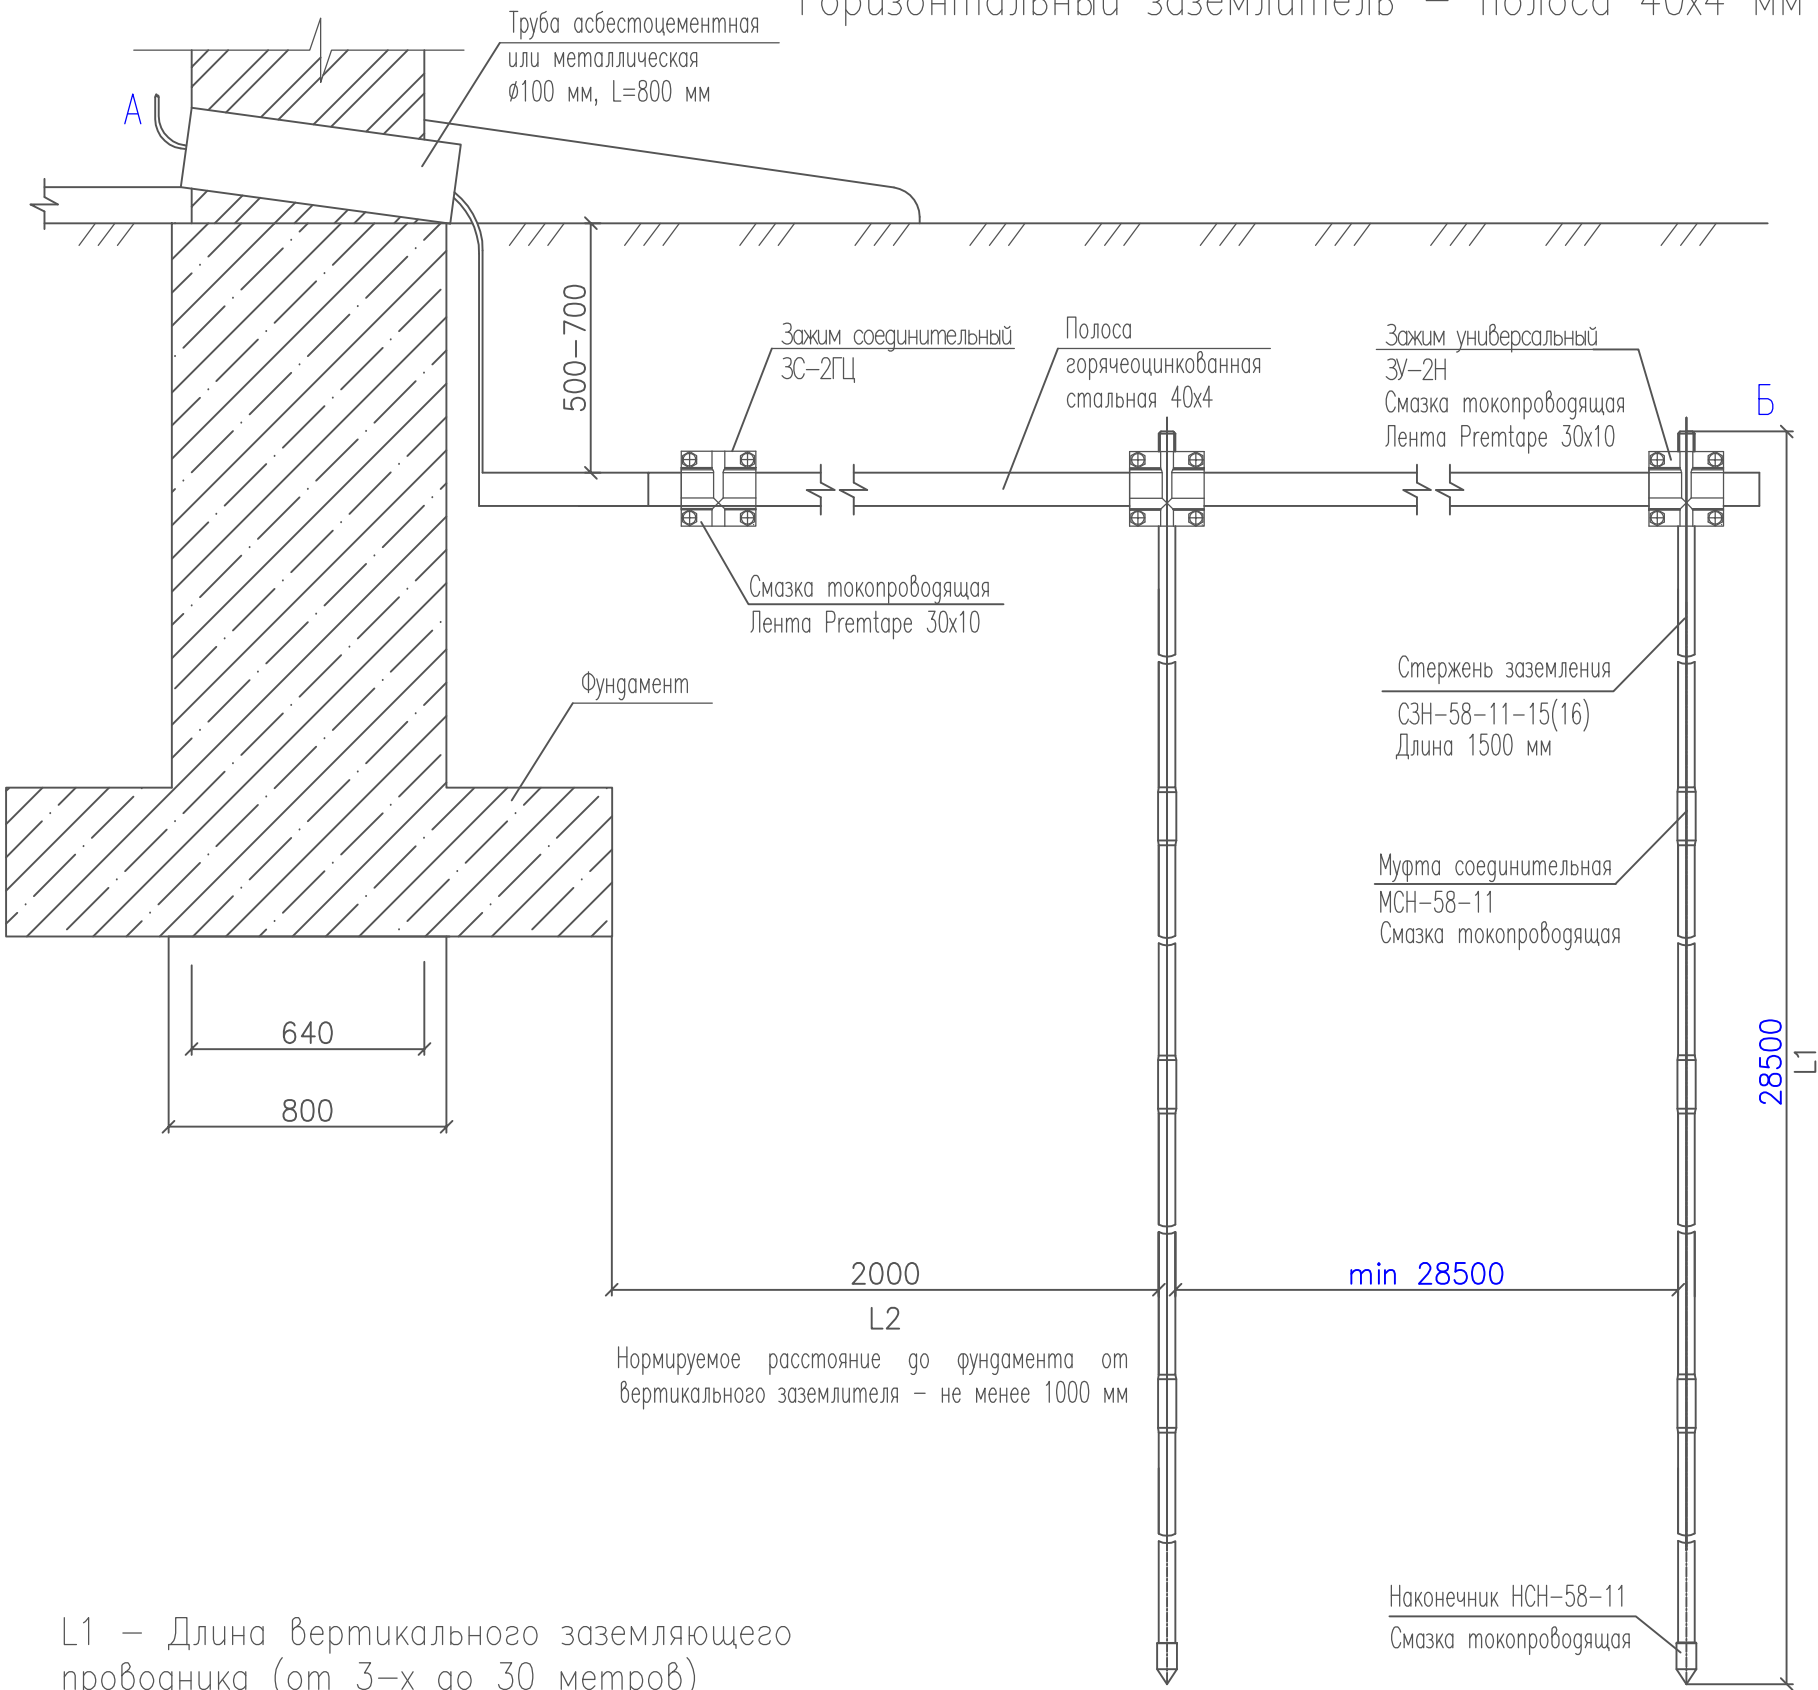 Горизонтальный заземлитель – полоса 40х4 мм
Труба асбестоцементная
или металлическая
ϕ100 мм, L=800 мм
А
500–700
Зажим соединительный
ЗС–2ГЦ
Полоса
горячеоцинкованная
стальная 40х4
Зажим универсальный
ЗУ–2Н
Смазка токопроводящая
Лента Premtape 30х10
Б
Смазка токопроводящая
Лента Premtape 30х10
Фундамент
Стержень заземления
СЗН–58–11–15(16)
Длина 1500 мм
Муфта соединительная
МСН–58–11
Смазка токопроводящая
640
800
28500
L1
2000
L2
min 28500
Нормируемое расстояние до фундамента от
вертикального заземлителя – не менее 1000 мм
Наконечник НСН–58–11
Смазка токопроводящая
L1 – Длина вертикального заземляющего
проводника (от 3–х до 30 метров)